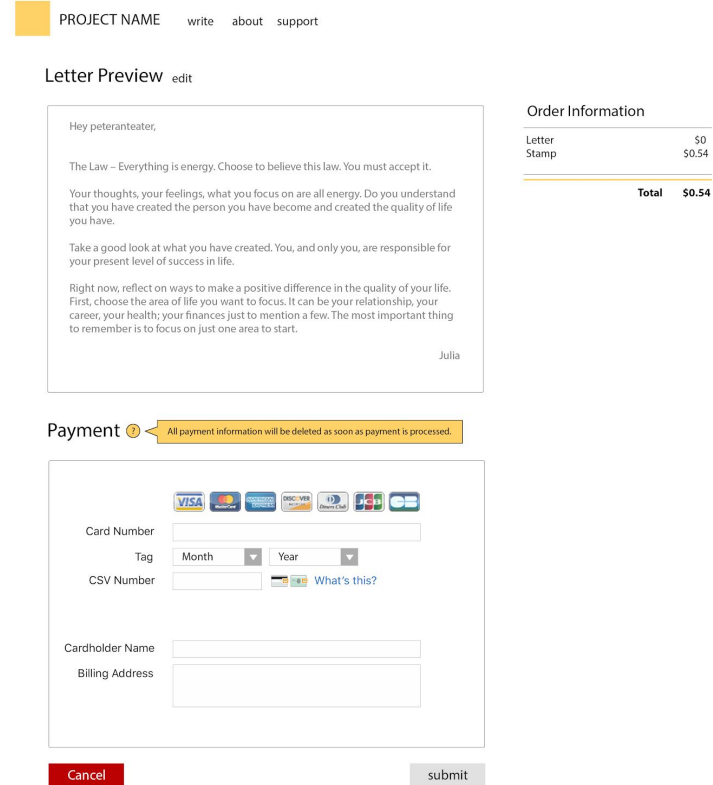 PROJECT NAME write about support
Letter Preview edit
Hey peteranteater,
The Law – Everything is energy. Choose to believe this law. You must accept it.
Your thoughts, your feelings, what you focus on are all energy. Do you understand
that you have created the person you have become and created the quality of life
you have.
Take a good look at what you have created. You, and only you, are responsible for
your present level of success in life.
Right now, reflect on ways to make a positive difference in the quality of your life.
First, choose the area of life you want to focus. It can be your relationship, your
career, your health; your finances just to mention a few. The most important thing
to remember is to focus on just one area to start.
Julia
Order Information
Letter $0
Stamp $0.54
Total $0.54
Payment ? All payment information will be deleted as soon as payment is processed.
VISA MasterCard AMERICAN EXPRESS DISCOVER Diners Club JCB CB
Card Number
Tag Month Year
CSV Number What's this?
Cardholder Name
Billing Address
Cancel submit